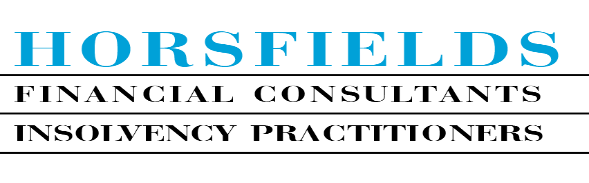 HORSFIELDS
FINANCIAL CONSULTANTS
INSOLVENCY PRACTITIONERS